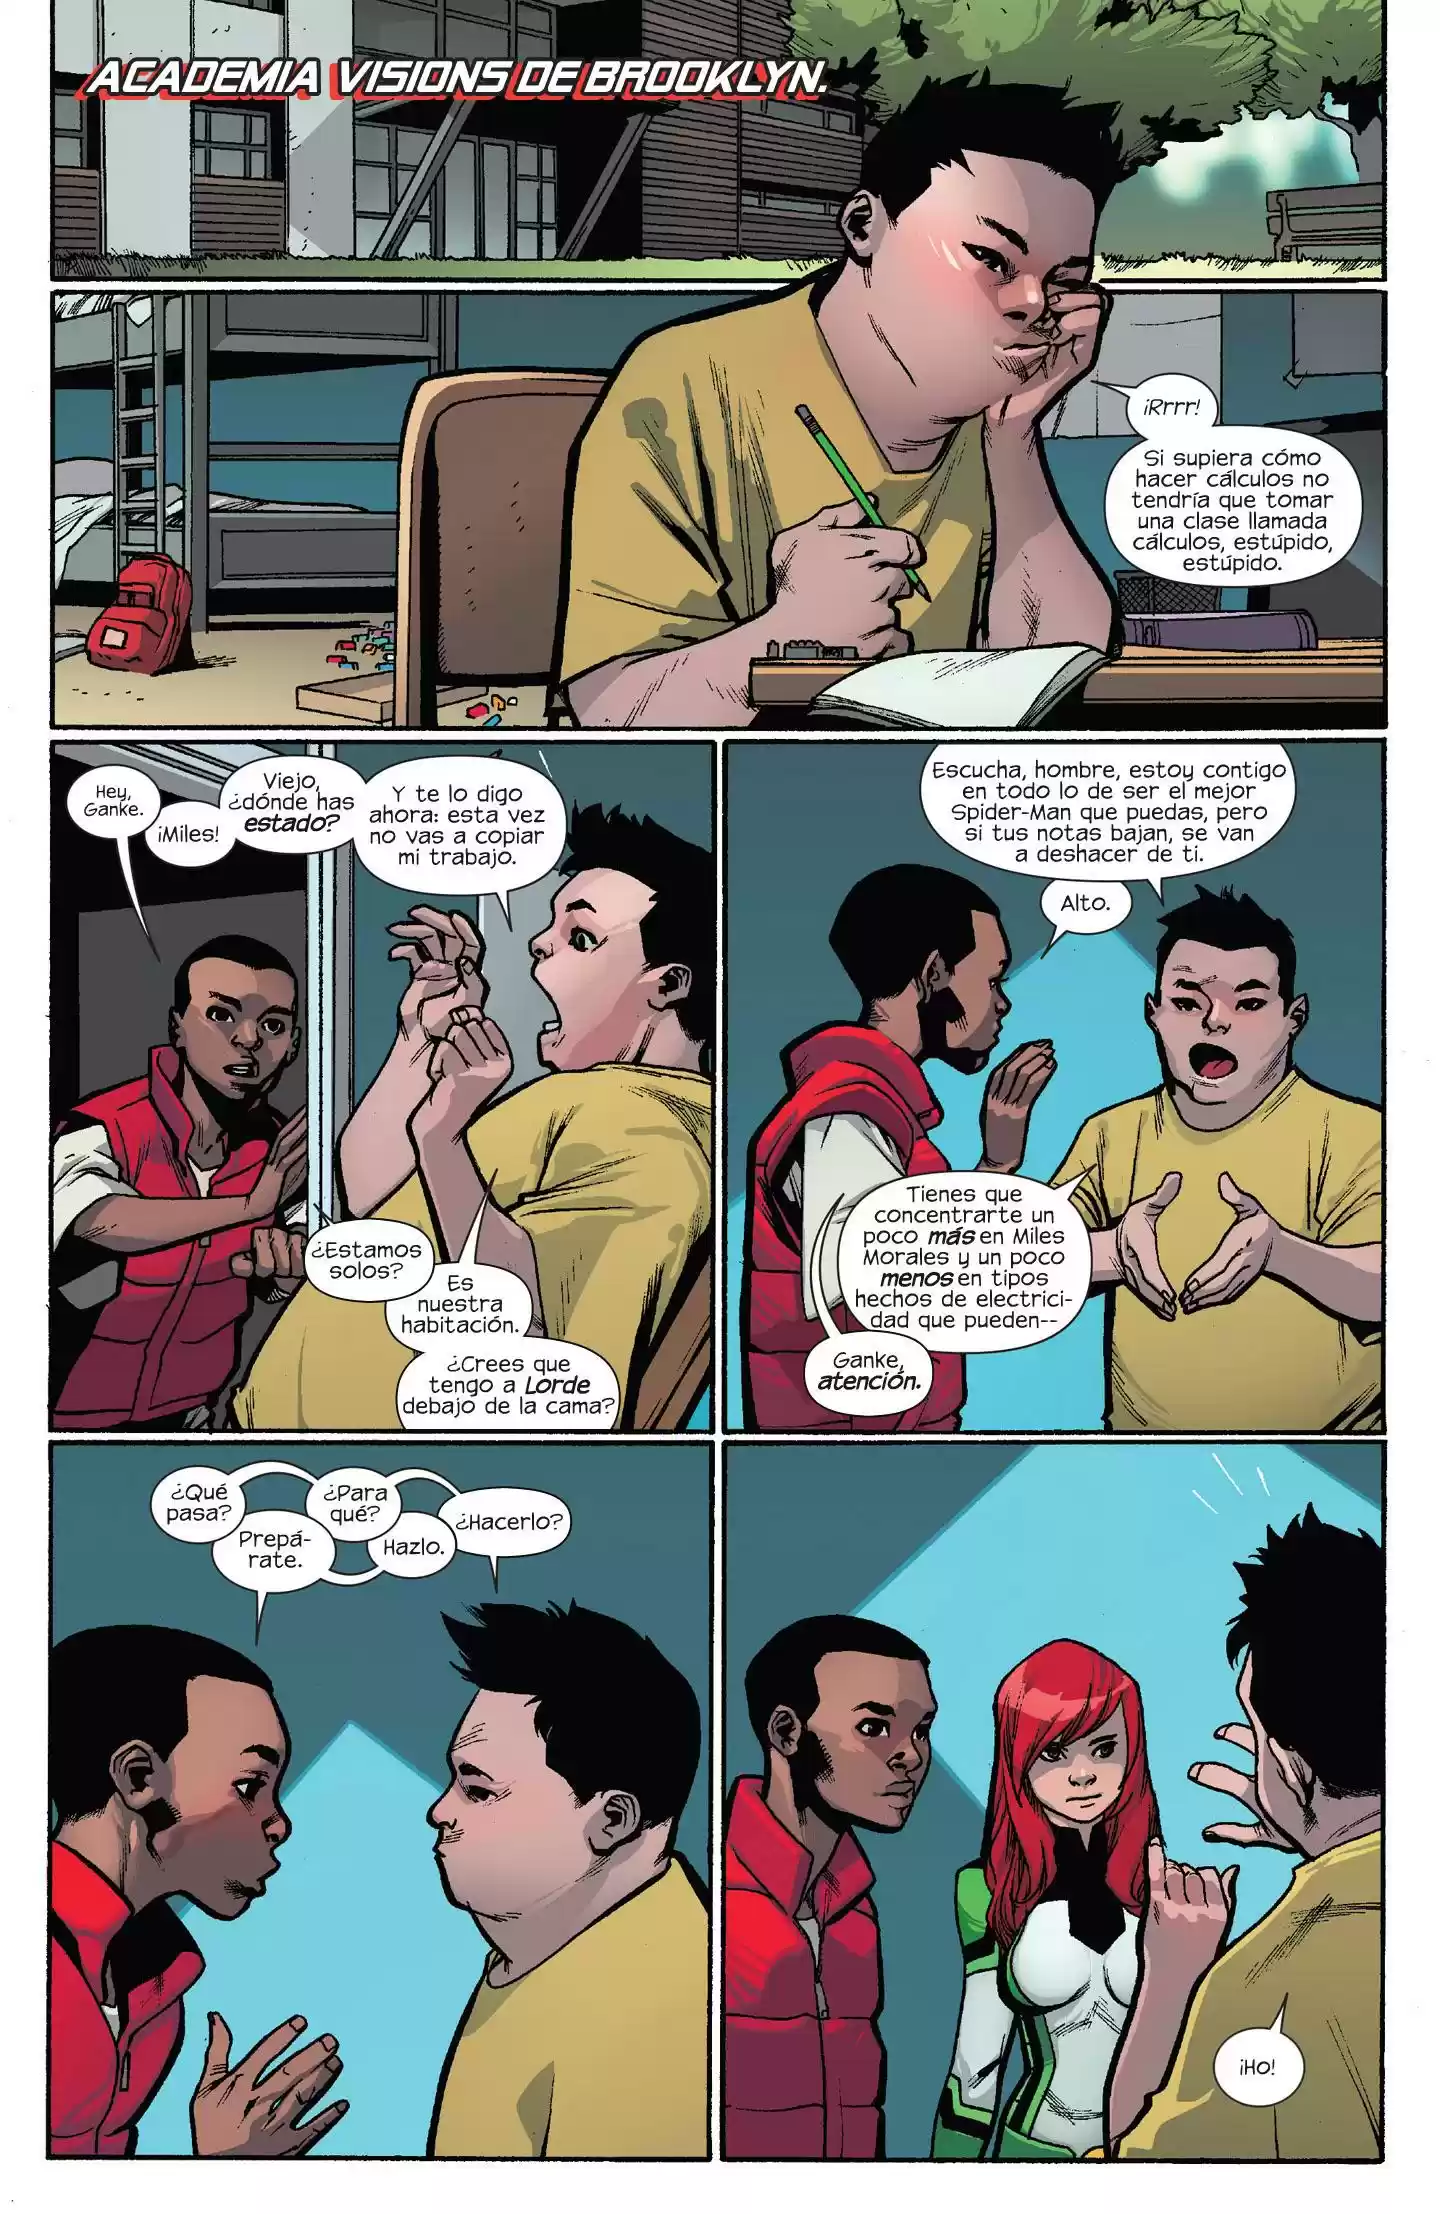 ACADEMIA VISIONS DE BROOKLYN.
¡Rrrr!
Si supiera cómo
hacer cálculos no
tendría que tomar
una clase llamada
cálculos, estúpido,
estúpido.
Hey,
Ganke.
¡Miles!
Viejo,
¿dónde has
estado?
Y te lo digo
ahora: esta vez
no vas a copiar
mi trabajo.
¿Estamos
solos?
Es
nuestra
habitación.
¿Crees que
tengo a Lorde
debajo de la cama?
Escucha, hombre, estoy contigo
en todo lo de ser el mejor
Spider-Man que puedas, pero
si tus notas bajan, se van
a deshacer de ti.
Alto.
Tienes que
concentrarte un
poco más en Miles
Morales y un poco
menos en tipos
hechos de electrici-
dad que pueden--
Ganke,
atención.
¿Qué
pasa?
Prepá-
rate.
¿Para
qué?
Hazlo.
¿Hacerlo?
¡Ho!